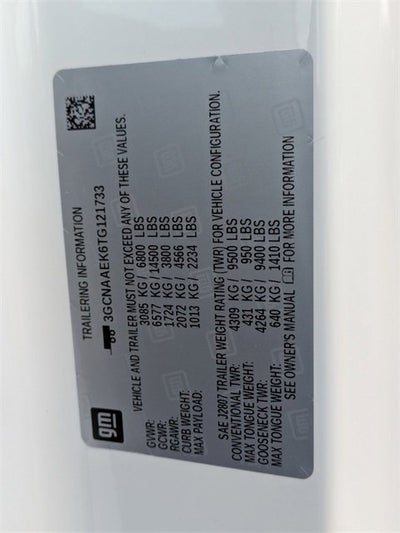 gm
TRAILERING INFORMATION
3GCNAAEK6TG121733
VEHICLE AND TRAILER MUST NOT EXCEED ANY OF THESE VALUES.
GVWR: 3085 KG / 6800 LBS
GCWR: 6577 KG / 14500 LBS
RGAWR: 1724 KG / 3800 LBS
CURB WEIGHT: 2072 KG / 4566 LBS
MAX PAYLOAD: 1013 KG / 2234 LBS
SAE J2807 TRAILER WEIGHT RATING (TWR) FOR VEHICLE CONFIGURATION.
CONVENTIONAL TWR: 4309 KG / 9500 LBS
MAX TONGUE WEIGHT: 431 KG / 950 LBS
GOOSENECK TWR: 4264 KG / 9400 LBS
MAX TONGUE WEIGHT: 640 KG / 1410 LBS
SEE OWNER'S MANUAL FOR MORE INFORMATION